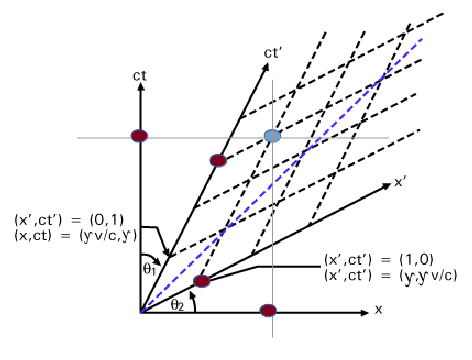 ct
ct'
x'
(x',ct') = (0,1)
(x,ct) = (γv/c,γ)
θ1
θ2
(x',ct') = (1,0)
(x',ct') = (γ,γv/c)
x